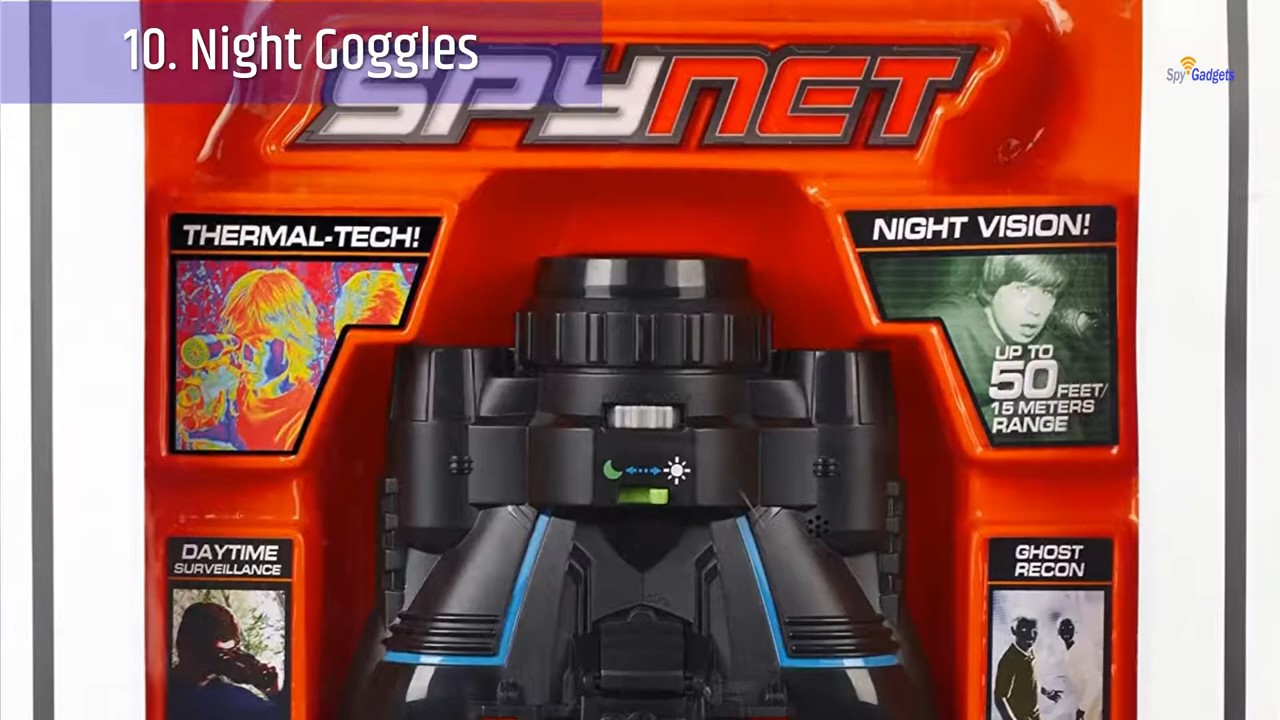 10. Night Goggles
SPYNET
Spy Gadgets
THERMAL-TECH!
NIGHT VISION!
UP TO
50 FEET/
15 METERS
RANGE
DAYTIME
SURVEILLANCE
GHOST
RECON